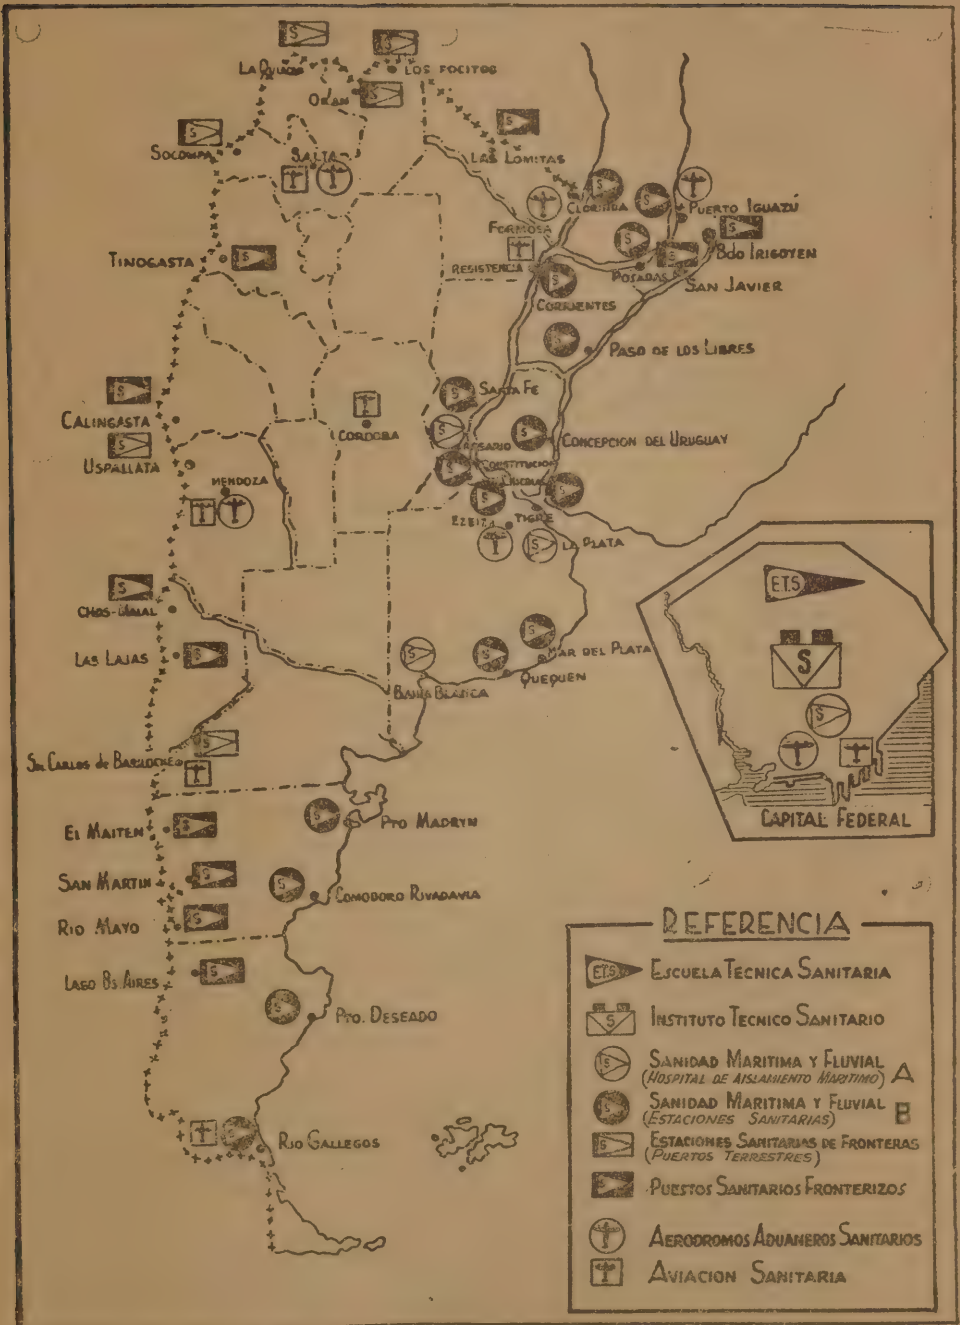 LA QUIACA
LOS POCITOS
ORAN
SOCOMPA
SALTA
LAS LOMITAS
CLORINDA
PUERTO IGUAZÚ
FORMOSA
BDO IRIGOYEN
TINOGASTA
RESISTENCIA
POSADAS
SAN JAVIER
CORRIENTES
PASO DE LOS LIBRES
SANTA FE
CALINGASTA
CORDOBA
ROSARIO
CONCEPCION DEL URUGUAY
USPALLATA
CONSTITUCION
MENDOZA
EZEIZA
TIGRE
LA PLATA
E.T.S
S
CAPITAL FEDERAL
CHOS-MALAL
LAS LAJAS
MAR DEL PLATA
BAHIA BLANCA
QUEQUEN
SN CARLOS de BARILOCHE
EL MAITEN
PTO MADRYN
SAN MARTIN
COMODORO RIVADAVIA
RIO MAYO
LAGO BS. AIRES
PTO. DESEADO
RIO GALLEGOS
REFERENCIA
E.T.S. ESCUELA TECNICA SANITARIA
S INSTITUTO TECNICO SANITARIO
S SANIDAD MARITIMA Y FLUVIAL
(HOSPITAL DE AISLAMIENTO MARITIMO) A
S SANIDAD MARITIMA Y FLUVIAL
(ESTACIONES SANITARIAS) B
S ESTACIONES SANITARIAS DE FRONTERAS
(PUERTOS TERRESTRES)
S PUESTOS SANITARIOS FRONTERIZOS
AERODROMOS ADUANEROS SANITARIOS
AVIACION SANITARIA